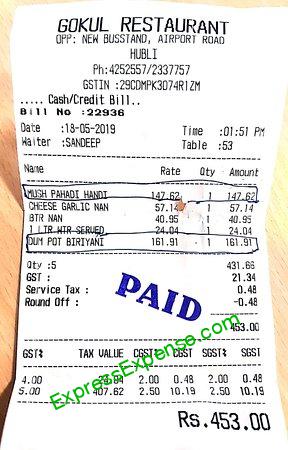 GOKUL RESTAURANT
OPP: NEW BUSSTAND, AIRPORT ROAD
HUBLI
Ph:4252557/2337757
GSTIN :29CDMPK3074R1ZM
..... Cash/Credit Bill..
Bill No :22936
Date :18-05-2019 Time :01:51 PM
Waiter :SANDEEP Table :53
Name Rate Qty Amount
MUSH PAHADI HANDI 147.62 1 147.62
CHEESE GARLIC NAN 57.14 1 57.14
BTR NAN 40.95 1 40.95
1 LTR WTR SERUED 24.04 1 24.04
DUM POT BIRIYANI 161.91 1 161.91
Qty :5 431.66
GST : 21.34
Service Tax : 0.48
Round Off : -0.48
PAID
453.00
GST% TAX VALUE CGST% CGST SGST% SGST
4.00 24.04 2.00 0.48 2.00 0.48
5.00 407.62 2.50 10.19 2.50 10.19
ExpressExpense.com
Rs.453.00